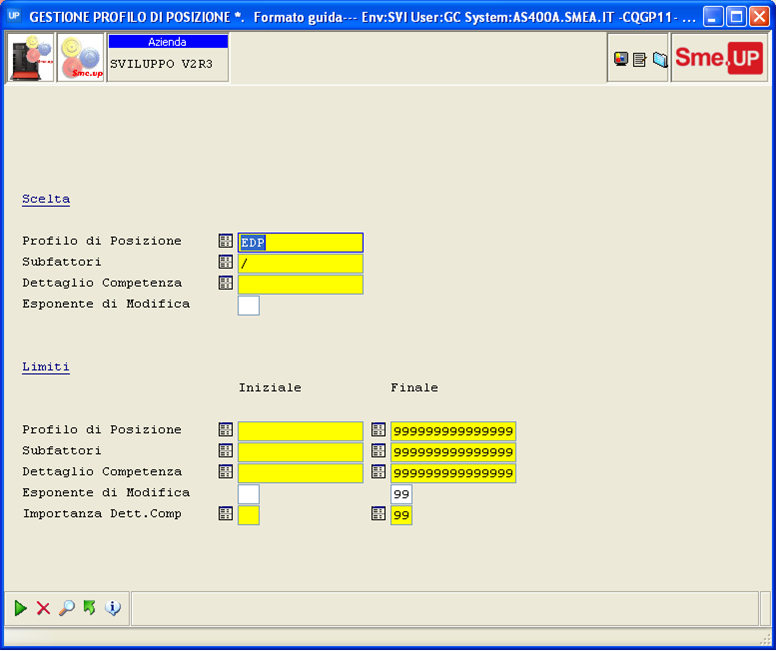 UP GESTIONE PROFILO DI POSIZIONE *. Formato guida--- Env:SVI User:GC System:AS400A.SMEA.IT -CQGP11- ...
Sme.up
Azienda
SVILUPPO V2R3
Sme.UP
Scelta
Profilo di Posizione EDP
Subfattori /
Dettaglio Competenza
Esponente di Modifica
Limiti
Iniziale Finale
Profilo di Posizione 999999999999999
Subfattori 999999999999999
Dettaglio Competenza 999999999999999
Esponente di Modifica 99
Importanza Dett.Comp 99